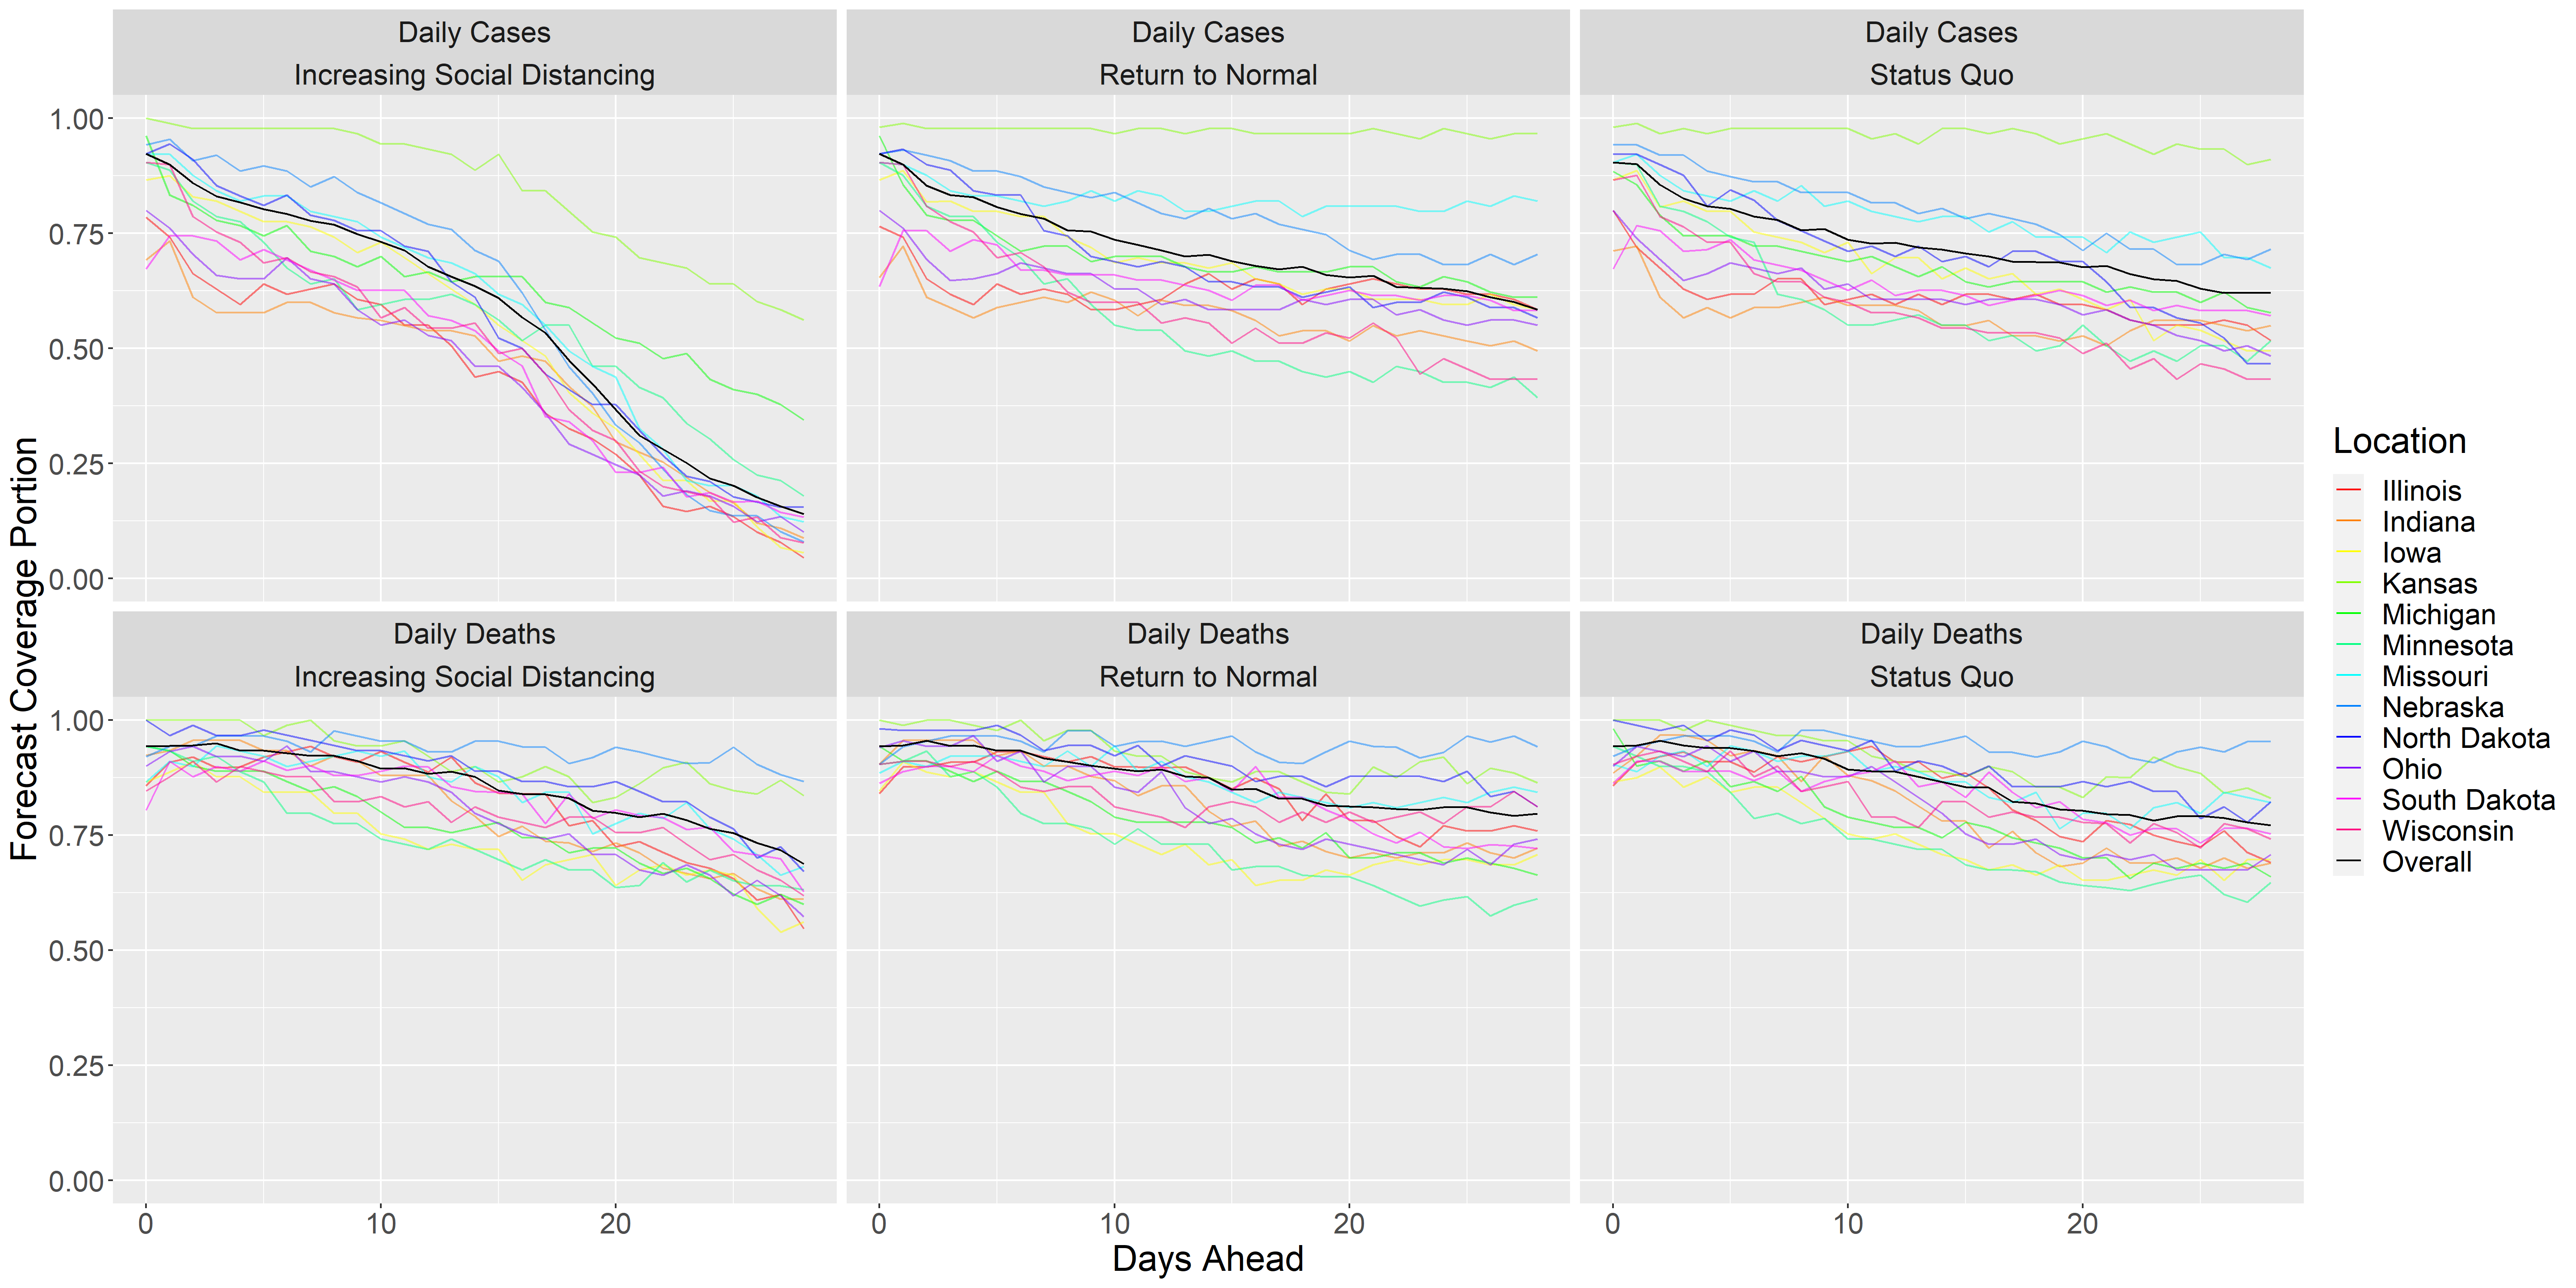 Daily Cases
Increasing Social Distancing
Daily Cases
Return to Normal
Daily Cases
Status Quo
1.00
0.75
0.50
0.25
0.00
Daily Deaths
Increasing Social Distancing
Daily Deaths
Return to Normal
Daily Deaths
Status Quo
1.00
0.75
0.50
0.25
0.00
Forecast Coverage Portion
0
10
20
0
10
20
0
10
20
Days Ahead
Location
Illinois
Indiana
Iowa
Kansas
Michigan
Minnesota
Missouri
Nebraska
North Dakota
Ohio
South Dakota
Wisconsin
Overall